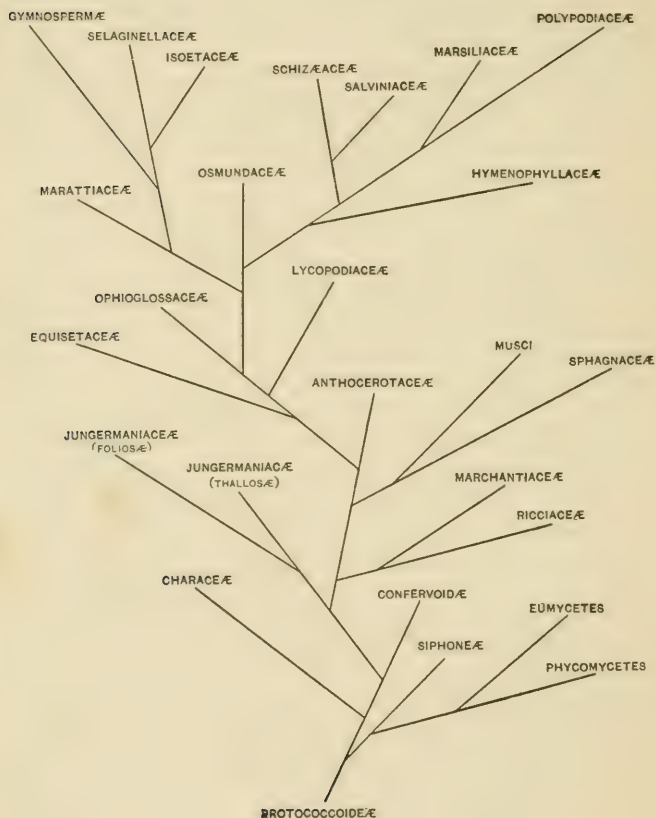 GYMNOSPERMÆ
SELAGINELLACEÆ
ISOETACEÆ
SCHIZÆACEÆ
SALVINIACEÆ
MARSILIACEÆ
POLYPODIACEÆ
MARATTIACEÆ
OSMUNDACEÆ
HYMENOPHYLLACEÆ
OPHIOGLOSSACEÆ
LYCOPODIACEÆ
EQUISETACEÆ
ANTHOCEROTACEÆ
MUSCI
SPHAGNACEÆ
JUNGERMANIACEÆ
(FOLIOSÆ)
JUNGERMANIACÆ
(THALLOSÆ)
MARCHANTIACEÆ
RICCIACEÆ
CHARACEÆ
CONFERVOIDÆ
SIPHONEÆ
EUMYCETES
PHYCOMYCETES
PROTOCOCCOIDEÆ